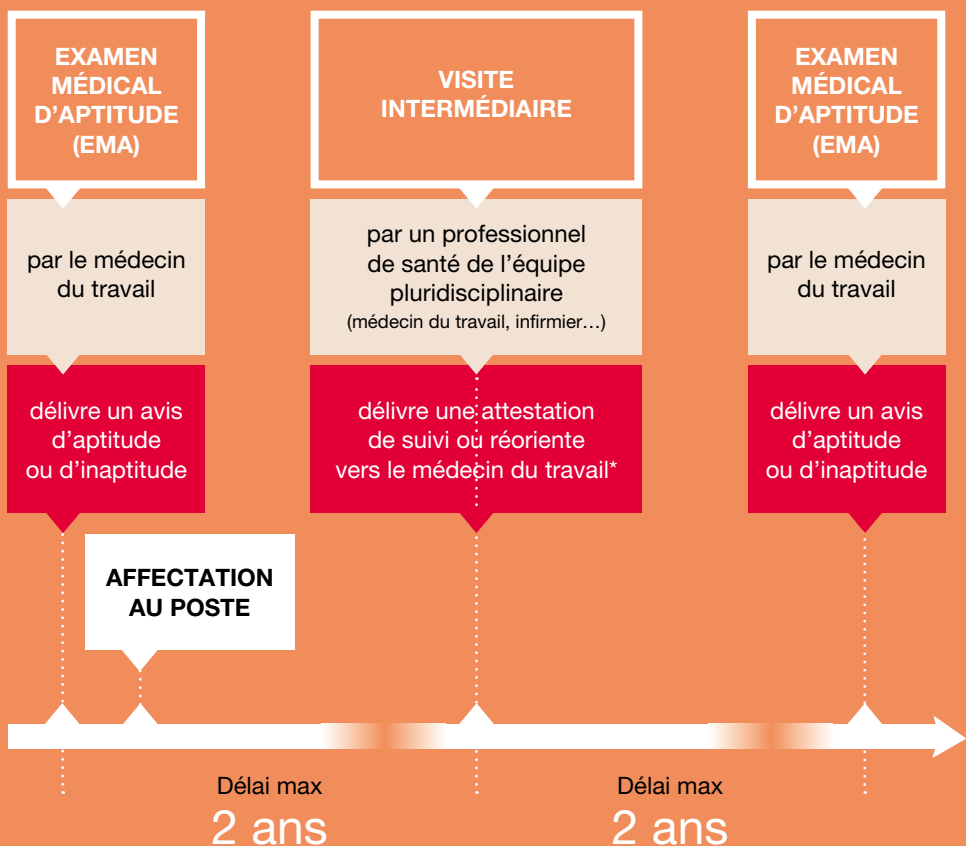 EXAMEN
MÉDICAL
D'APTITUDE
(EMA)
par le médecin
du travail
délivre un avis
d'aptitude
ou d'inaptitude
VISITE
INTERMÉDIAIRE
par un professionnel
de santé de l'équipe
pluridisciplinaire
(médecin du travail, infirmier…)
délivre une attestation
de suivi ou réoriente
vers le médecin du travail*
EXAMEN
MÉDICAL
D'APTITUDE
(EMA)
par le médecin
du travail
délivre un avis
d'aptitude
ou d'inaptitude
AFFECTATION
AU POSTE
Délai max
2 ans
Délai max
2 ans